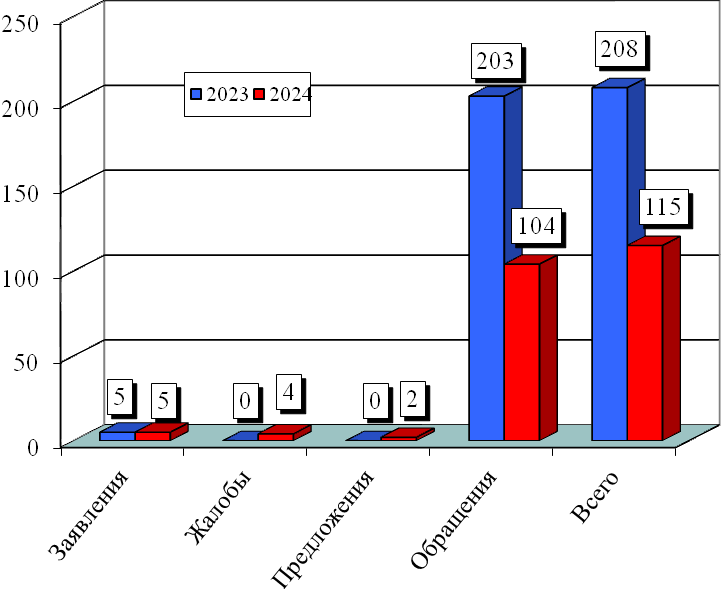 250
200
150
100
50
0
2023 2024
5 5
0 4
0 2
203 104
208 115
Заявления
Жалобы
Предложения
Обращения
Всего